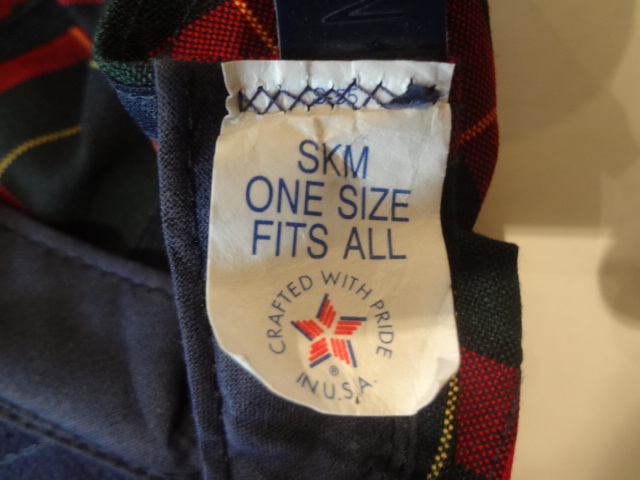 SKM
ONE SIZE
FITS ALL
CRAFTED WITH PRIDE
®
IN U.S.A.